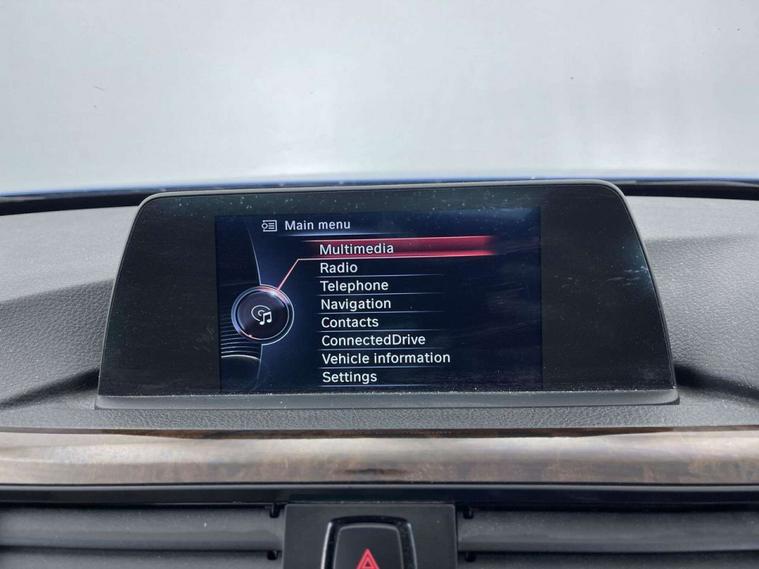 Main menu
Multimedia
Radio
Telephone
Navigation
Contacts
ConnectedDrive
Vehicle information
Settings